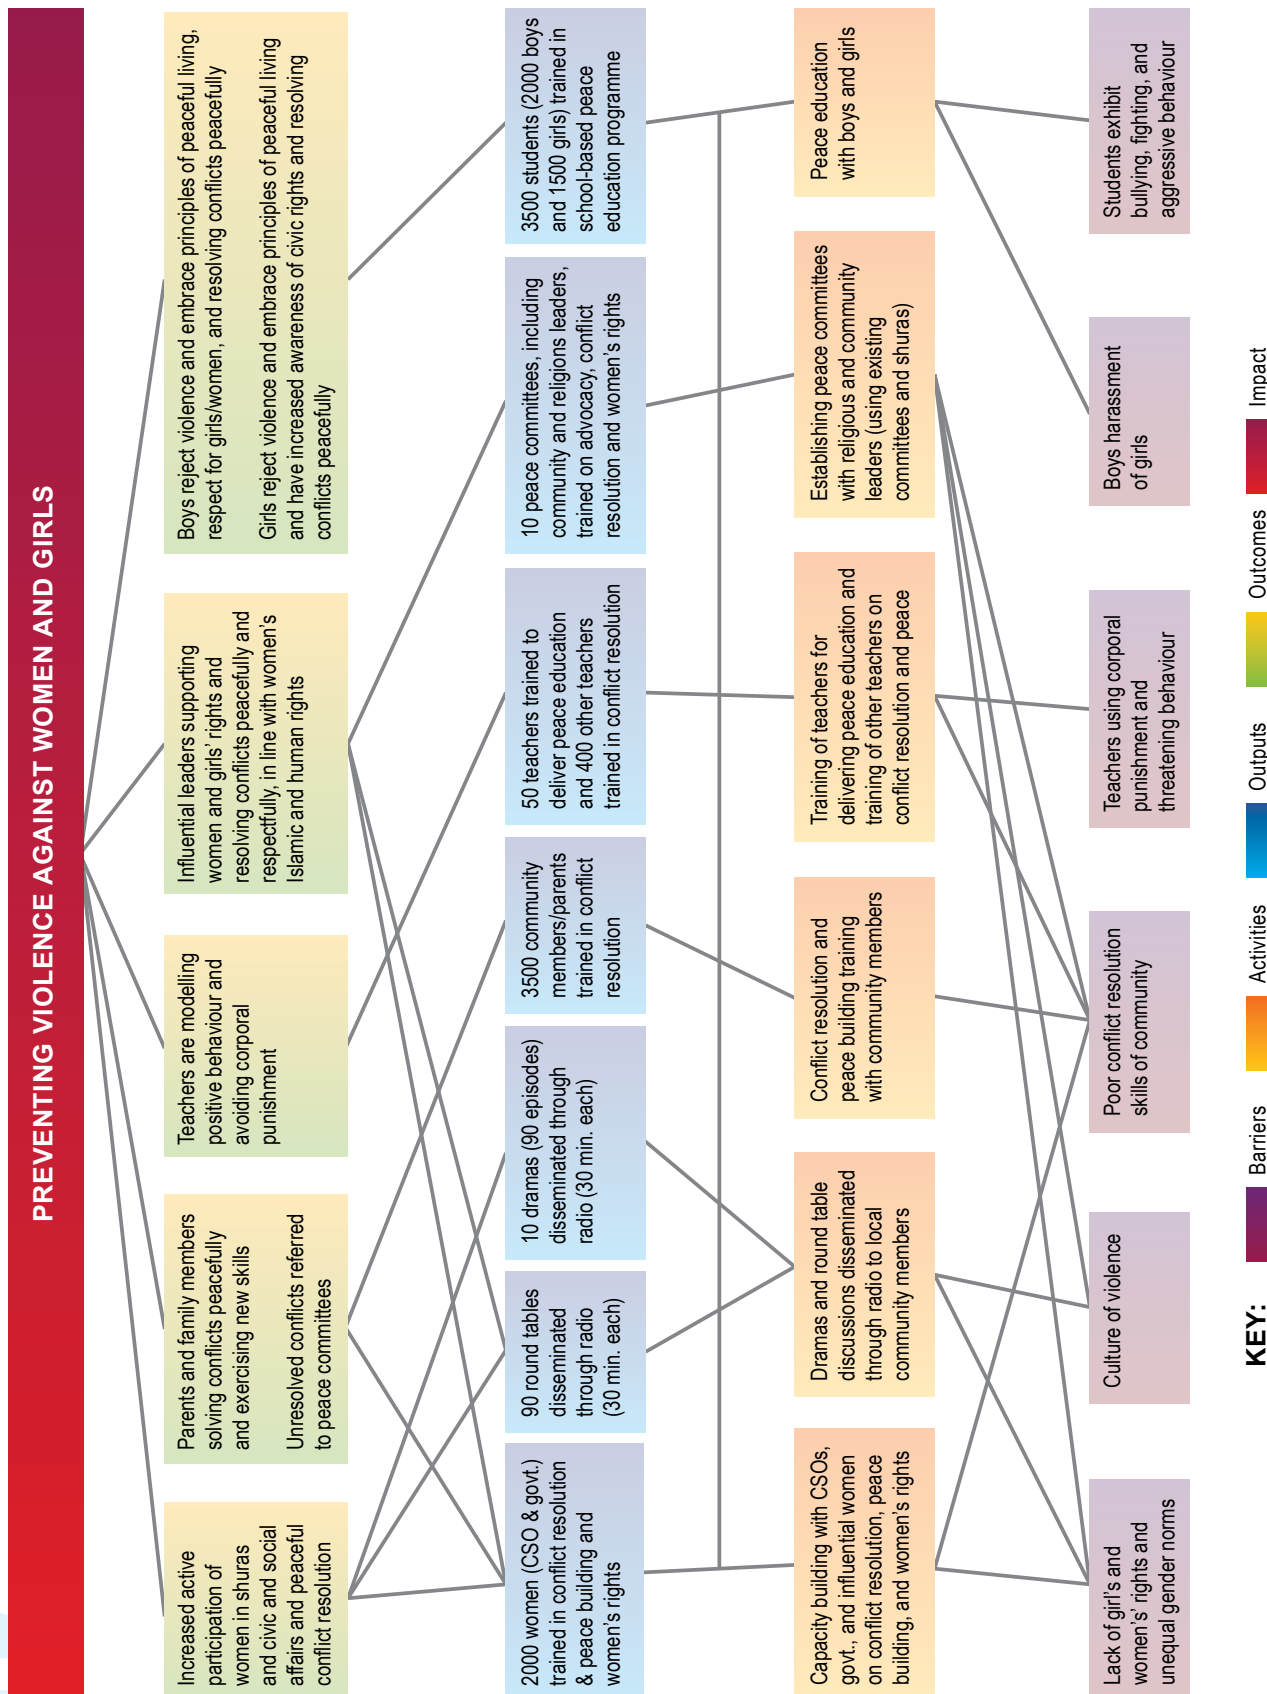 PREVENTING VIOLENCE AGAINST WOMEN AND GIRLS
Increased active
participation of
women in shuras
and civic and social
affairs and peaceful
conflict resolution
Parents and family members
solving conflicts peacefully
and exercising new skills
Unresolved conflicts referred
to peace committees
Teachers are modelling
positive behaviour and
avoiding corporal
punishment
Influential leaders supporting
women and girls' rights and
resolving conflicts peacefully and
respectfully, in line with women's
Islamic and human rights
Boys reject violence and embrace principles of peaceful living,
respect for girls/women, and resolving conflicts peacefully
Girls reject violence and embrace principles of peaceful living
and have increased awareness of civic rights and resolving
conflicts peacefully
2000 women (CSO & govt.)
trained in conflict resolution
& peace building and
women's rights
90 round tables
disseminated
through radio
(30 min. each)
10 dramas (90 episodes)
disseminated through
radio (30 min. each)
3500 community
members/parents
trained in conflict
resolution
50 teachers trained to
deliver peace education
and 400 other teachers
trained in conflict resolution
10 peace committees, including
community and religions leaders,
trained on advocacy, conflict
resolution and women's rights
3500 students (2000 boys
and 1500 girls) trained in
school-based peace
education programme
Capacity building with CSOs,
govt., and influential women
on conflict resolution, peace
building, and women's rights
Dramas and round table
discussions disseminated
through radio to local
community members
Conflict resolution and
peace building training
with community members
Training of teachers for
delivering peace education and
training of other teachers on
conflict resolution and peace
Establishing peace committees
with religious and community
leaders (using existing
committees and shuras)
Peace education
with boys and girls
Lack of girl's and
women's' rights and
unequal gender norms
Culture of violence
Poor conflict resolution
skills of community
Teachers using corporal
punishment and
threatening behaviour
Boys harassment
of girls
Students exhibit
bullying, fighting, and
aggressive behaviour
KEY:
Barriers
Activities
Outputs
Outcomes
Impact